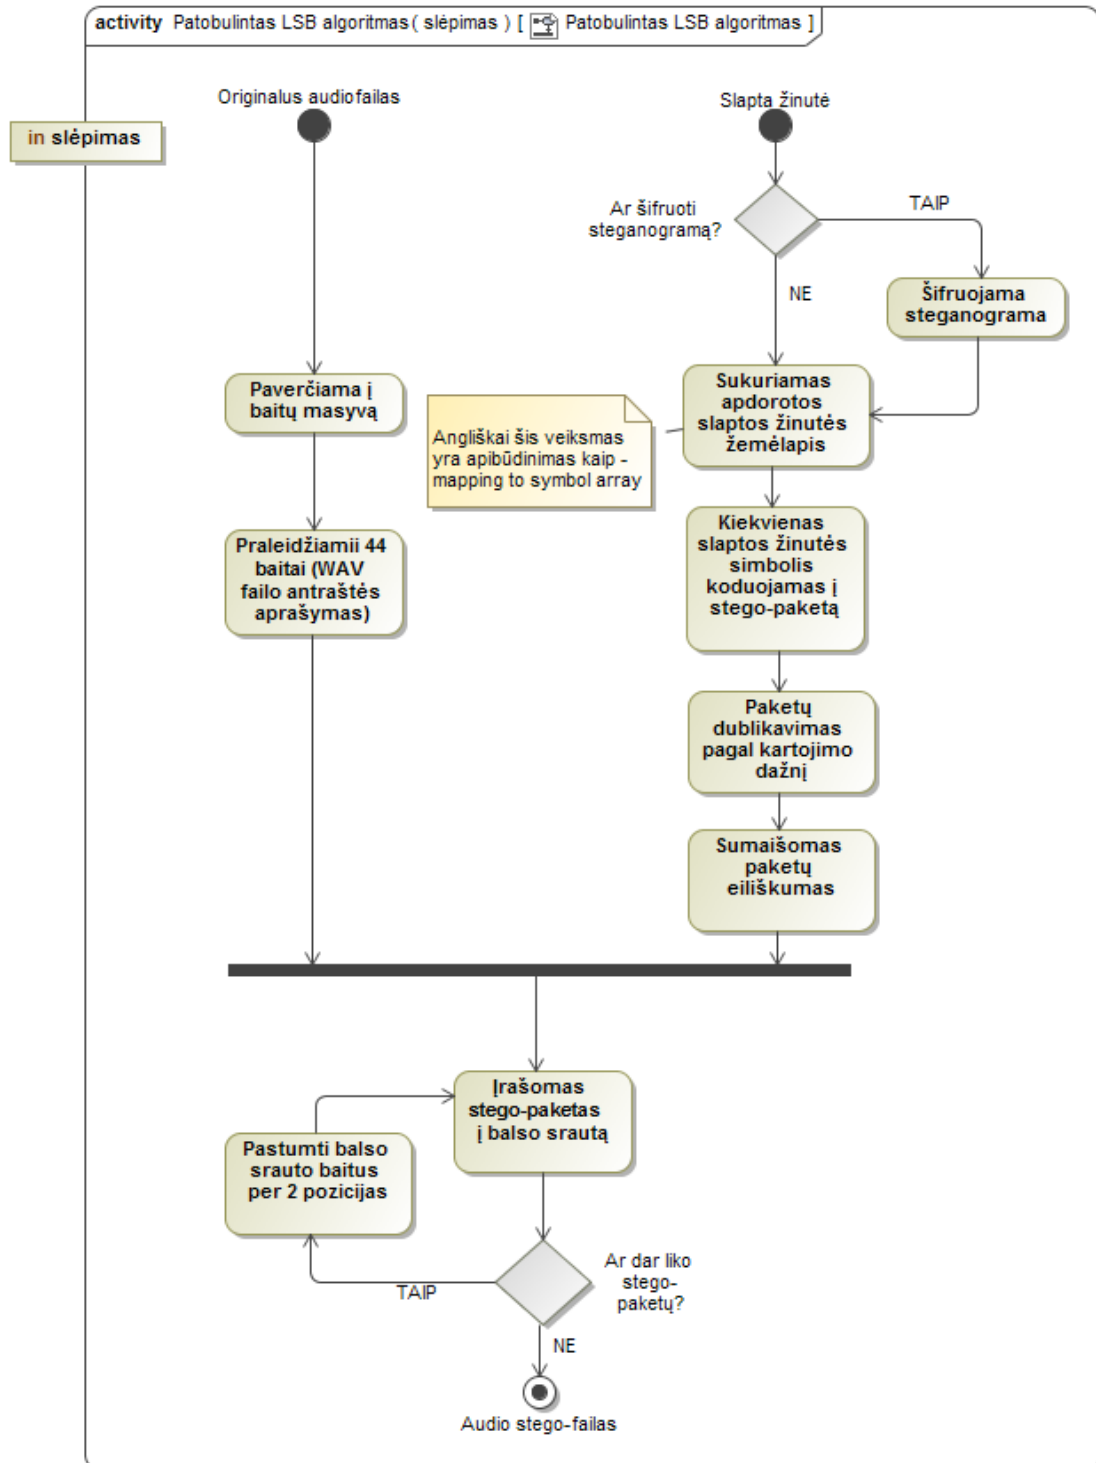 activity Patobulintas LSB algoritmas ( slėpimas ) [ Patobulintas LSB algoritmas ]
in slėpimas
Originalus audiofailas
Slapta žinutė
Ar šifruoti
steganogramą?
TAIP
NE
Šifruojama
steganograma
Paverčiama į
baitų masyvą
Sukuriamas
apdorotos
slaptos žinutės
žemėlapis
Angliškai šis veiksmas
yra apibūdinimas kaip -
mapping to symbol array
Praleidžiamii 44
baitai (WAV
failo antraštės
aprašymas)
Kiekvienas
slaptos žinutės
simbolis
koduojamas į
stego-paketą
Paketų
dublikavimas
pagal kartojimo
dažnį
Sumaišomas
paketų
eiliškumas
Įrašomas
stego-paketas
į balso srautą
Pastumti balso
srauto baitus
per 2 pozicijas
Ar dar liko
stego-
paketų?
TAIP
NE
Audio stego-failas